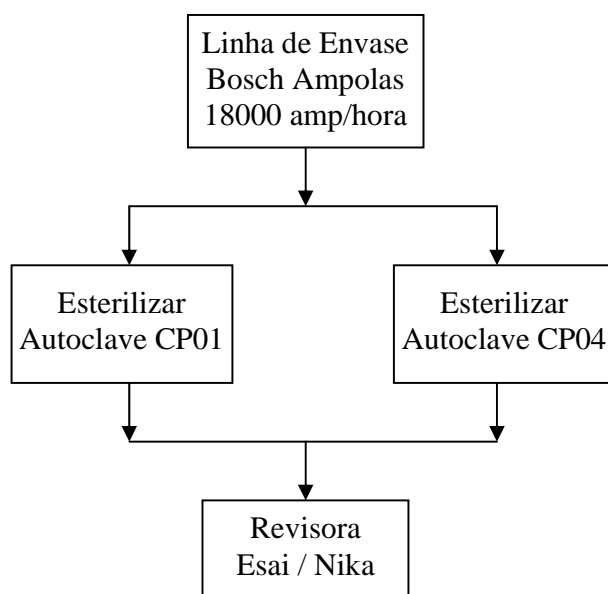 Linha de Envase
Bosch Ampolas
18000 amp/hora
Esterilizar
Autoclave CP01
Esterilizar
Autoclave CP04
Revisora
Esai / Nika